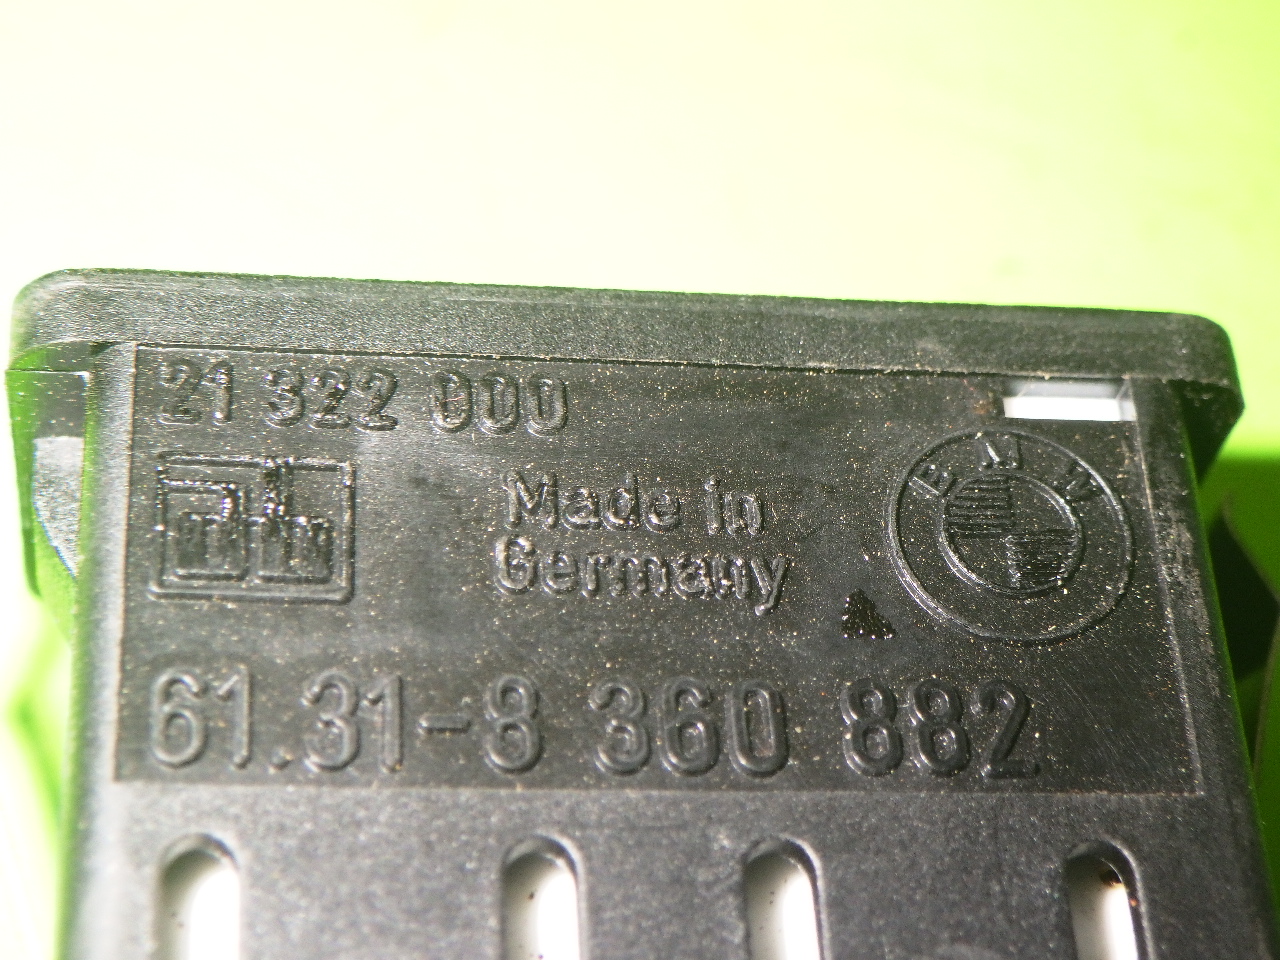 21 322 000
Made in
Germany
BMW
61.31-8 360 882